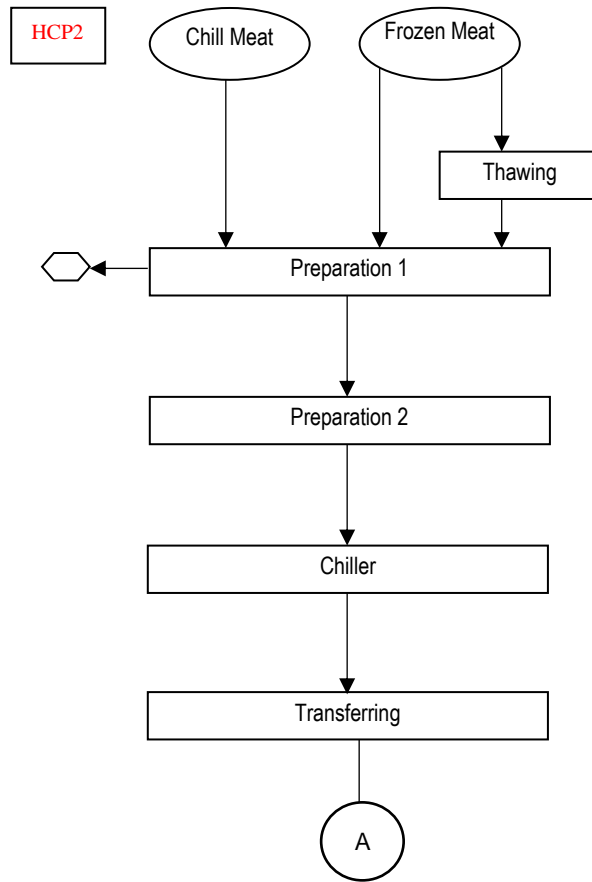 HCP2
Chill Meat
Frozen Meat
Thawing
Preparation 1
Preparation 2
Chiller
Transferring
A